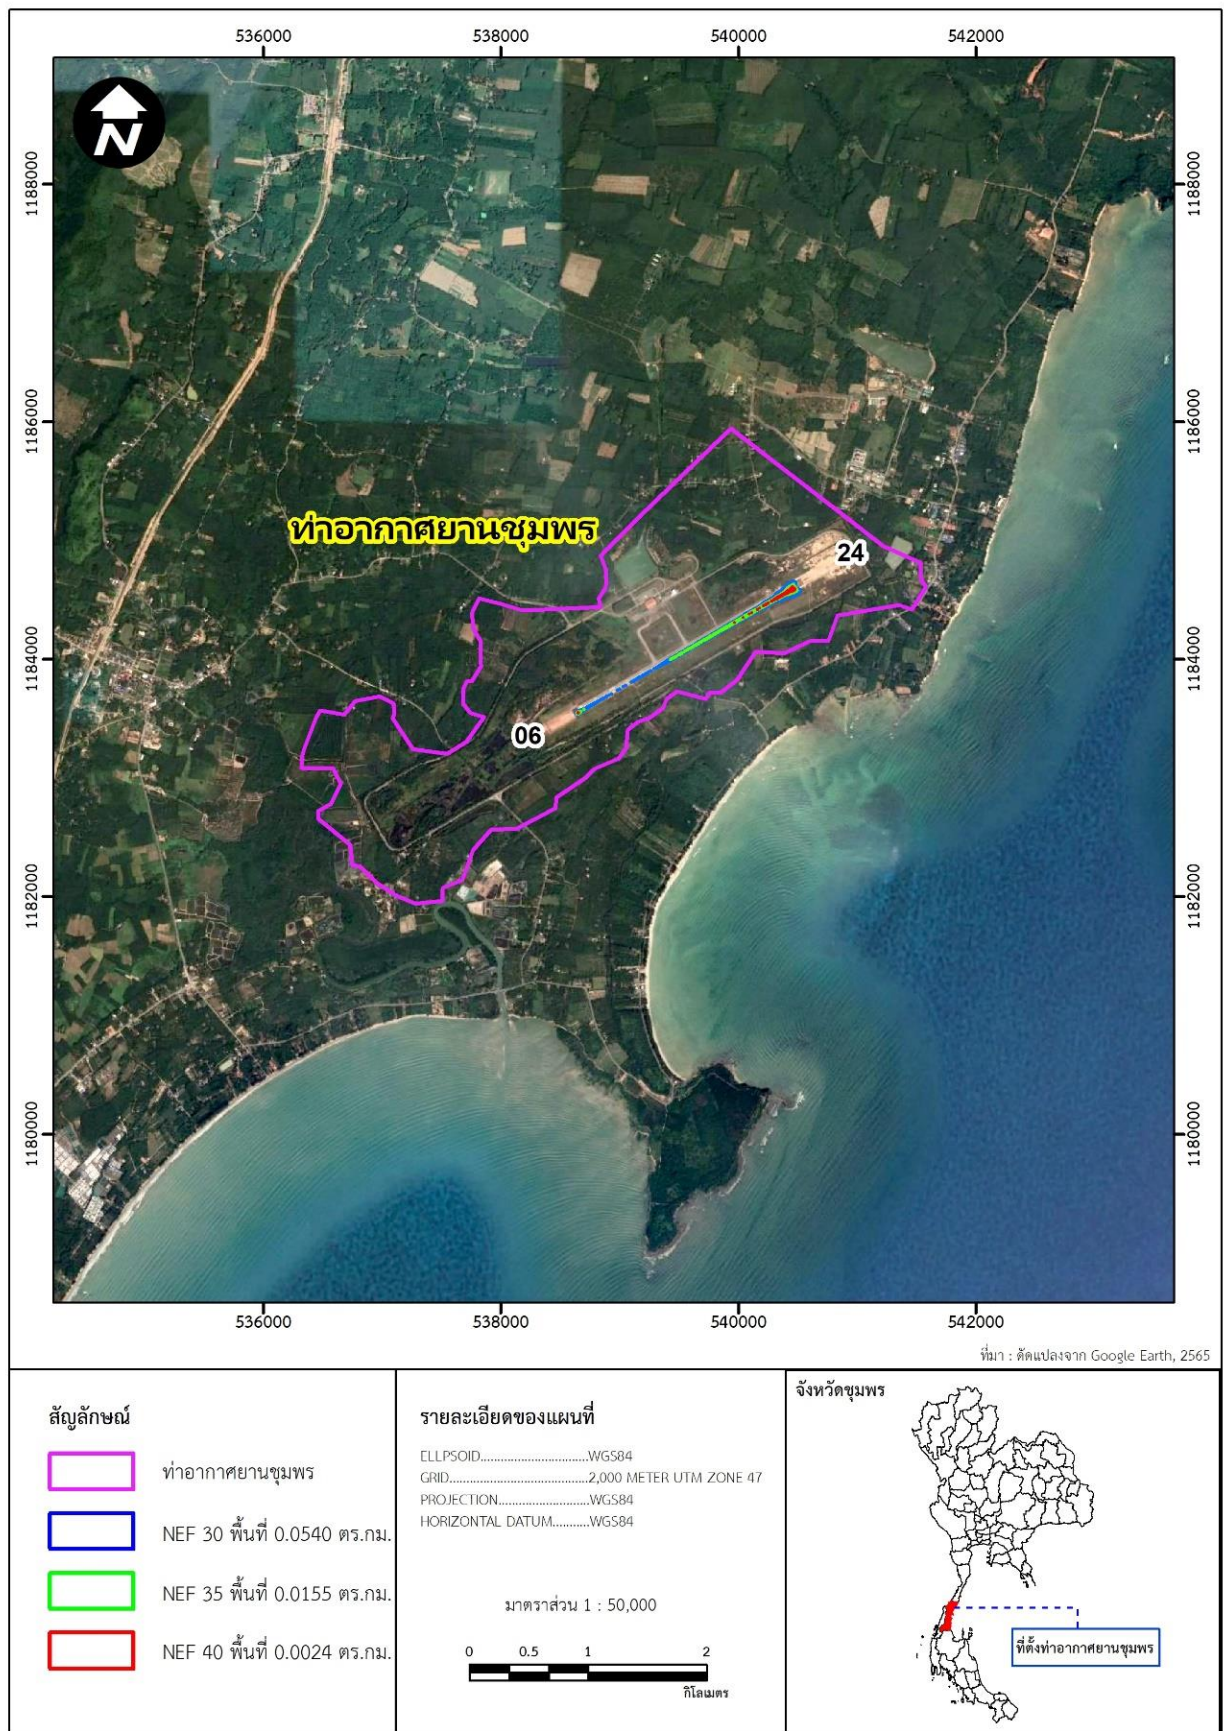 536000 538000 540000 542000
N
1188000 1188000
1186000 1186000
ท่าอากาศยานชุมพร
24
1184000 1184000
06
1182000 1182000
1180000 1180000
536000 538000 540000 542000
ที่มา : ดัดแปลงจาก Google Earth, 2565
สัญลักษณ์
ท่าอากาศยานชุมพร
NEF 30 พื้นที่ 0.0540 ตร.กม.
NEF 35 พื้นที่ 0.0155 ตร.กม.
NEF 40 พื้นที่ 0.0024 ตร.กม.
รายละเอียดของแผนที่
ELLPSOID................................WGS84
GRID.........................................2,000 METER UTM ZONE 47
PROJECTION...........................WGS84
HORIZONTAL DATUM...........WGS84
มาตราส่วน 1 : 50,000
0 0.5 1 2
กิโลเมตร
จังหวัดชุมพร
ที่ตั้งท่าอากาศยานชุมพร